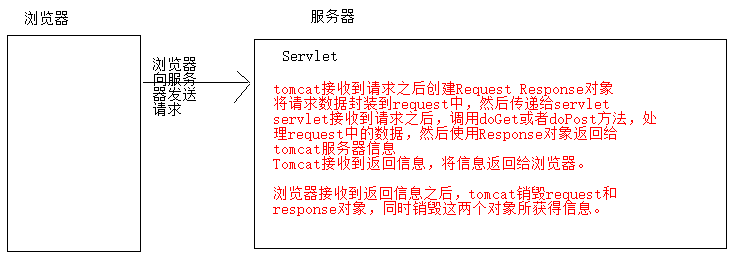 浏览器
服务器
浏览器
向服务
器发送
请求
Servlet
tomcat接收到请求之后创建Request Response对象
将请求数据封装到request中，然后传递给servlet
servlet接收到请求之后，调用doGet或者doPost方法，处
理request中的数据，然后使用Response对象返回给
tomcat服务器信息
Tomcat接收到返回信息，将信息返回给浏览器。
浏览器接收到返回信息之后，tomcat销毁request和
response对象，同时销毁这两个对象所获得信息。